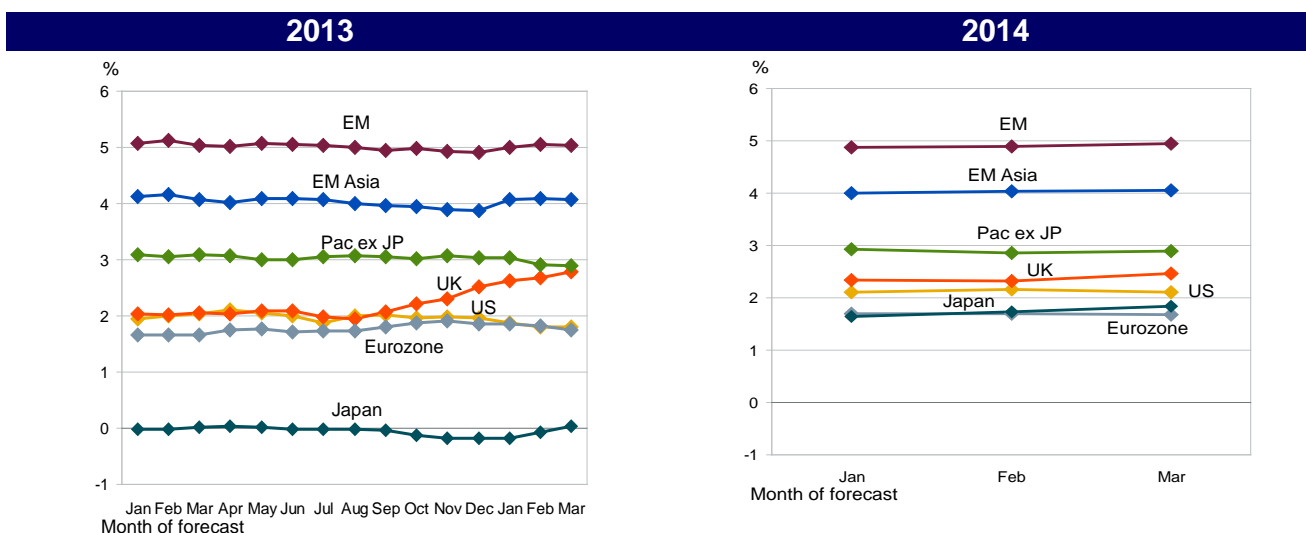 2013
%
6
5
4
3
2
1
0
-1
EM
EM Asia
Pac ex JP
UK
US
Eurozone
Japan
Jan Feb Mar Apr May Jun Jul Aug Sep Oct Nov Dec Jan Feb Mar
Month of forecast
2014
%
6
5
4
3
2
1
0
-1
EM
EM Asia
Pac ex JP
UK
US
Japan
Eurozone
Jan Feb Mar
Month of forecast